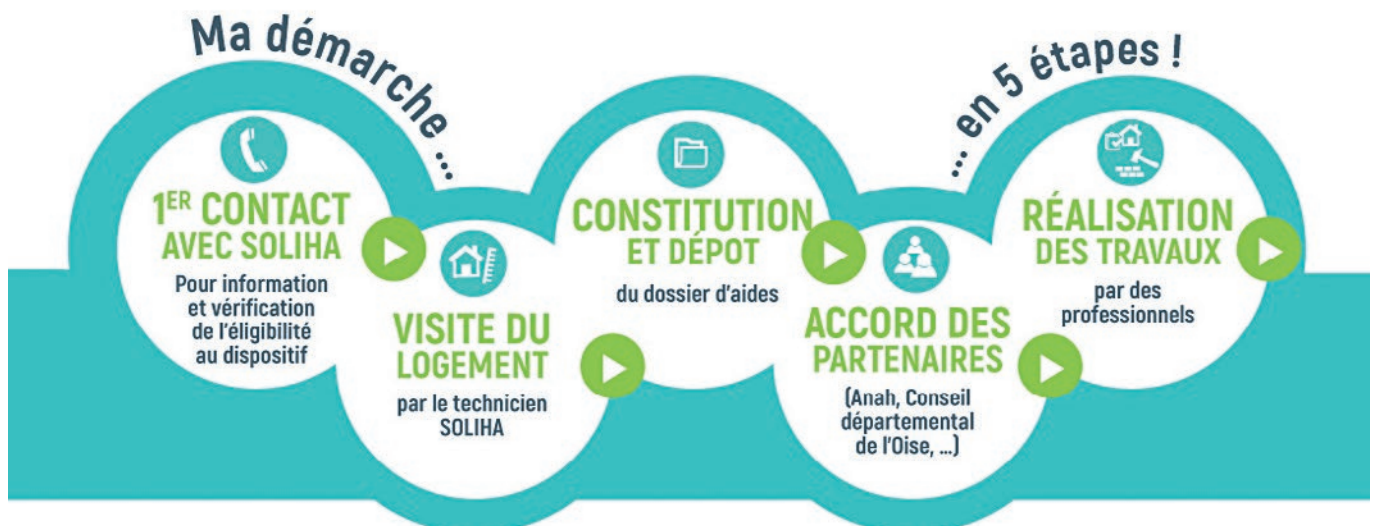 Ma démarche ...
... en 5 étapes !
1ER CONTACT
AVEC SOLIHA
Pour information
et vérification
de l'éligibilité
au dispositif
VISITE DU
LOGEMENT
par le technicien
SOLIHA
CONSTITUTION
ET DÉPOT
du dossier d'aides
ACCORD DES
PARTENAIRES
(Anah, Conseil
départemental
de l'Oise, ...)
RÉALISATION
DES TRAVAUX
par des
professionnels